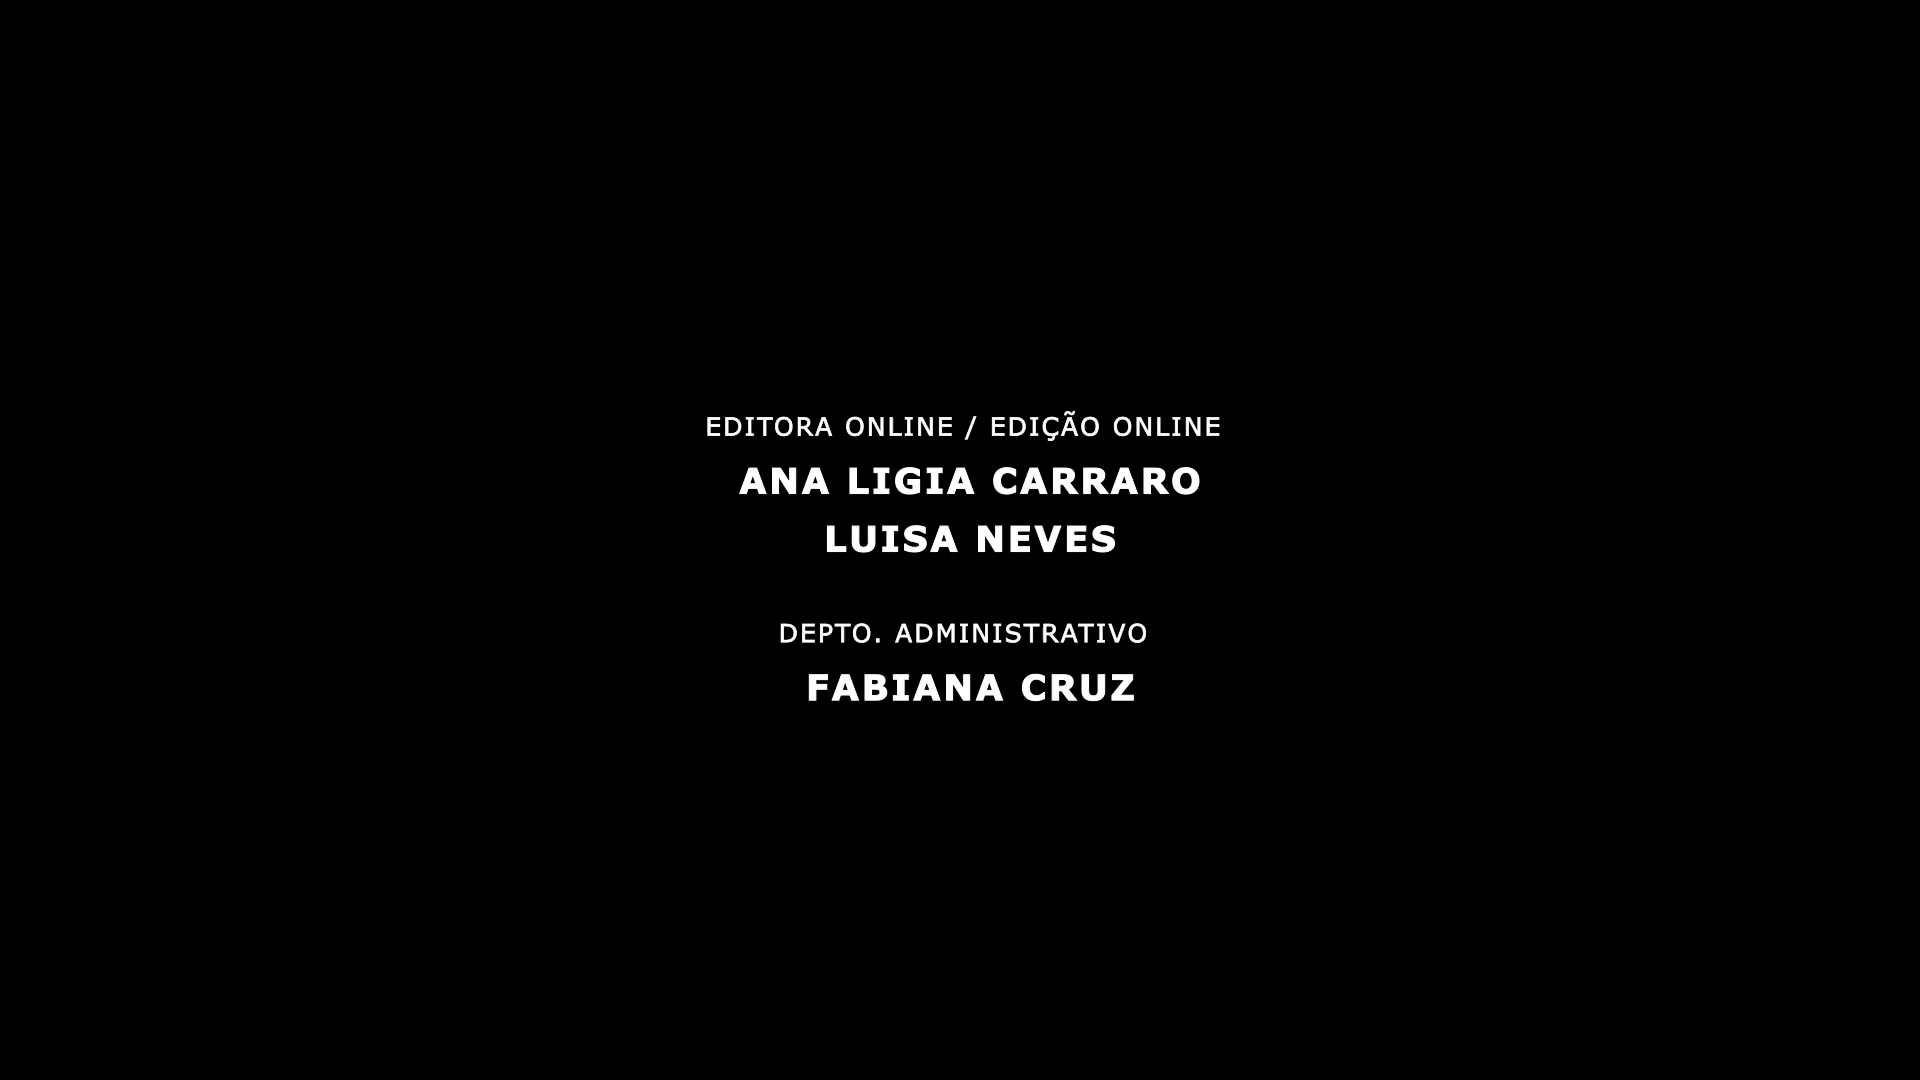 EDITORA ONLINE / EDIÇÃO ONLINE
ANA LIGIA CARRARO
LUISA NEVES
DEPTO. ADMINISTRATIVO
FABIANA CRUZ